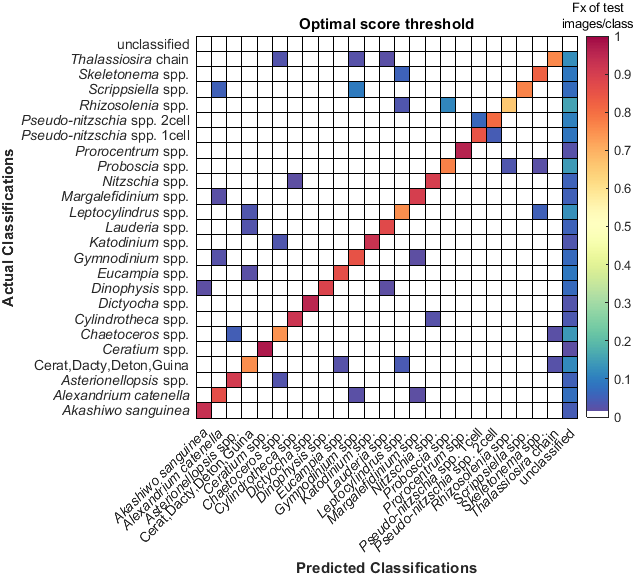 Optimal score threshold
Fx of test
images/class
Actual Classifications
unclassified
Thalassiosira chain
Skeletonema spp.
Scrippsiella spp.
Rhizosolenia spp.
Pseudo-nitzschia spp. 2cell
Pseudo-nitzschia spp. 1cell
Prorocentrum spp.
Proboscia spp.
Nitzschia spp.
Margalefidinium spp.
Leptocylindrus spp.
Lauderia spp.
Katodinium spp.
Gymnodinium spp.
Eucampia spp.
Dinophysis spp.
Dictyocha spp.
Cylindrotheca spp.
Chaetoceros spp.
Ceratium spp.
Cerat,Dacty,Deton,Guina
Asterionellopsis spp.
Alexandrium catenella
Akashiwo sanguinea
1
0.9
0.8
0.7
0.6
0.5
0.4
0.3
0.2
0.1
0
Akashiwo sanguinea
Alexandrium catenella
Asterionellopsis spp
Cerat,Dacty,Deton,Guina
Ceratium spp
Chaetoceros spp
Cylindrotheca spp
Dictyocha spp
Dinophysis spp
Eucampia spp
Gymnodinium spp
Katodinium spp
Lauderia spp
Leptocylindrus spp
Margalefidinium spp
Nitzschia spp
Proboscia spp
Prorocentrum spp
Pseudo-nitzschia spp. 1cell
Pseudo-nitzschia spp. 2cell
Rhizosolenia spp
Scrippsiella spp
Skeletonema spp
Thalassiosira chain
unclassified
Predicted Classifications